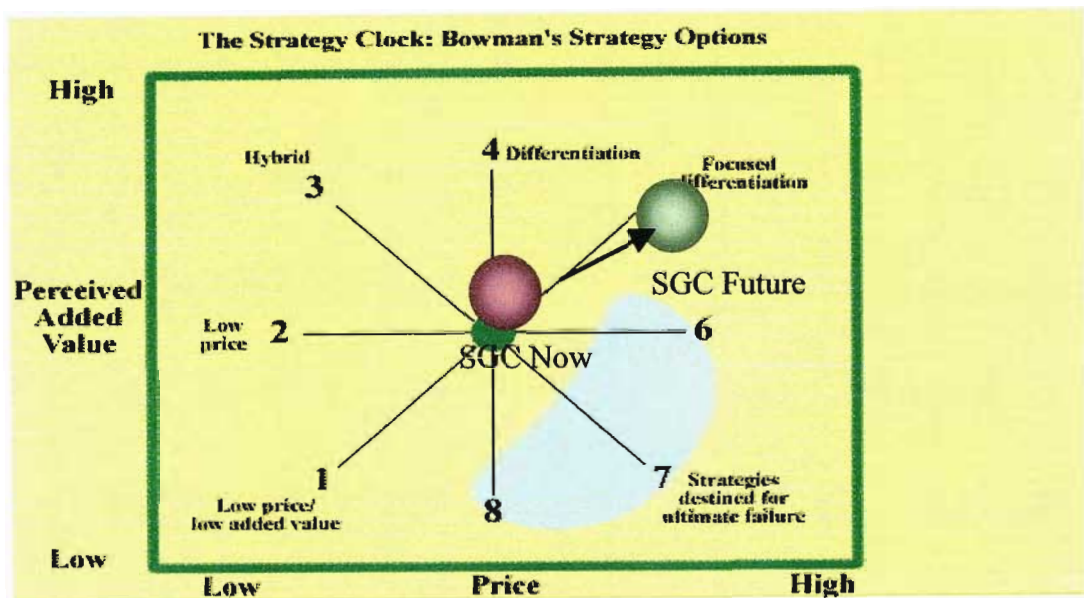 The Strategy Clock: Bowman's Strategy Options
High
4 Differentiation
Hybrid
3
Focused
differentiation
Perceived
Added
Value
SGC Future
Low
price
2
6
SGC Now
1
7
Low price/
low added value
8
Strategies
destined for
ultimate failure
Low
Low
Price
High